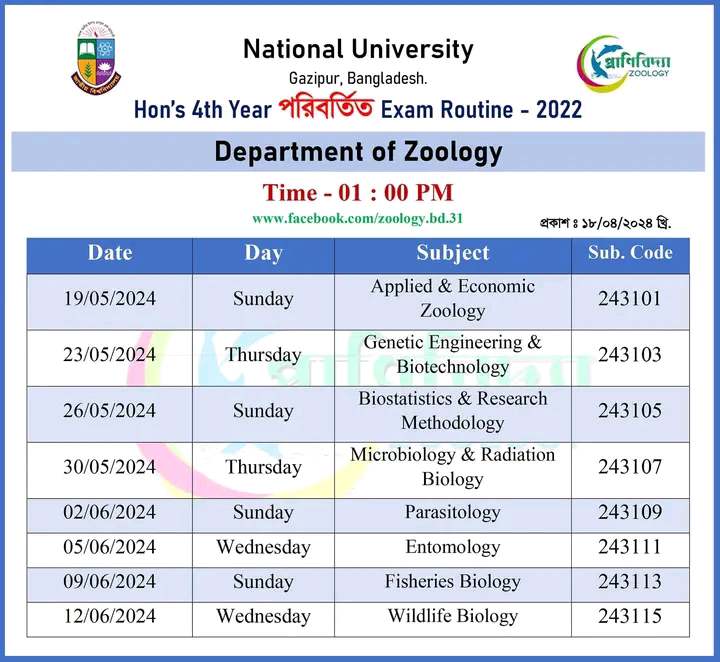 National University
Gazipur, Bangladesh.
Hon's 4th Year পরিবর্তিত Exam Routine - 2022
প্রাণিবিদ্যা
ZOOLOGY
জাতীয় বিশ্ববিদ্যালয়
Department of Zoology
Time - 01 : 00 PM
www.facebook.com/zoology.bd.31
প্রকাশ ঃ ১৮/০৪/২০২৪ খ্রি.
Date Day Subject Sub. Code
19/05/2024 Sunday Applied & Economic Zoology 243101
23/05/2024 Thursday Genetic Engineering & Biotechnology 243103
26/05/2024 Sunday Biostatistics & Research Methodology 243105
30/05/2024 Thursday Microbiology & Radiation Biology 243107
02/06/2024 Sunday Parasitology 243109
05/06/2024 Wednesday Entomology 243111
09/06/2024 Sunday Fisheries Biology 243113
12/06/2024 Wednesday Wildlife Biology 243115